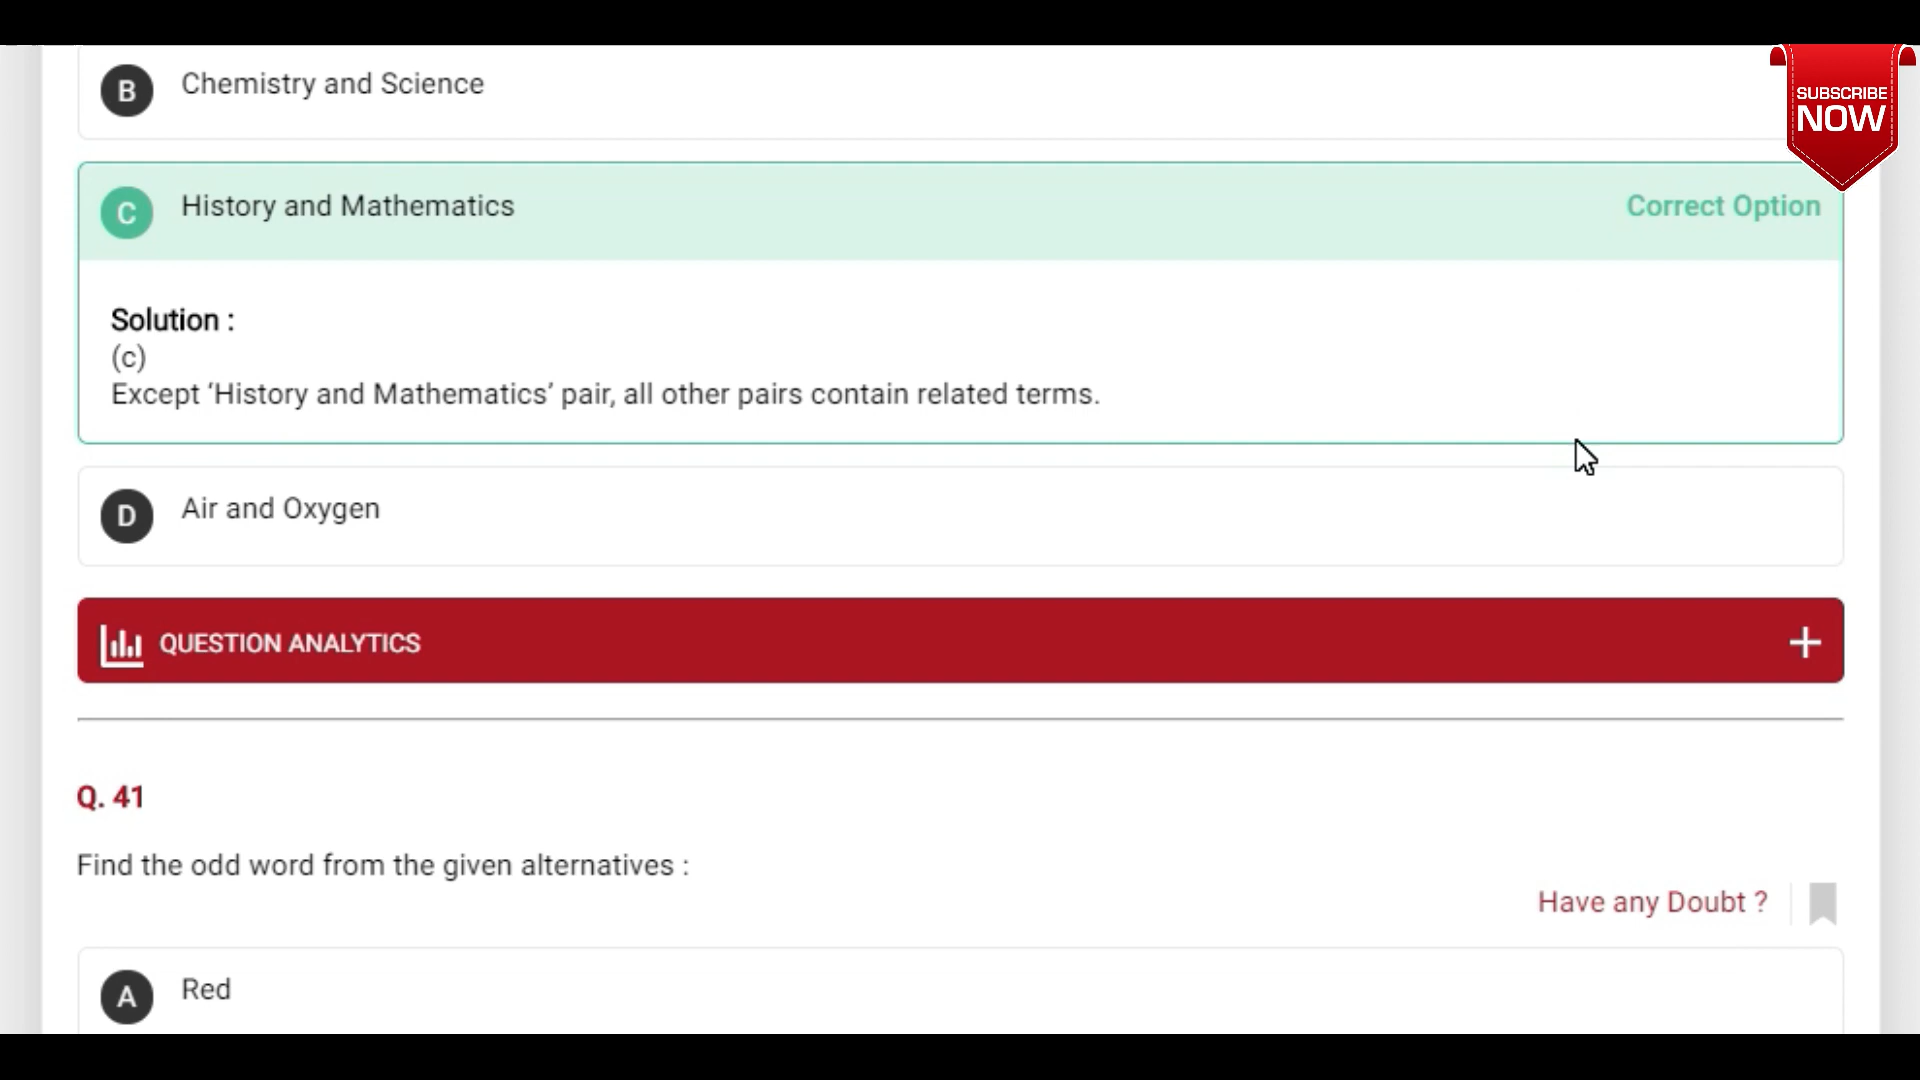 B Chemistry and Science
SUBSCRIBE
NOW
C History and Mathematics Correct Option
Solution :
(c)
Except ‘History and Mathematics’ pair, all other pairs contain related terms.
D Air and Oxygen
QUESTION ANALYTICS +
Q. 41
Find the odd word from the given alternatives :
Have any Doubt ?
A Red